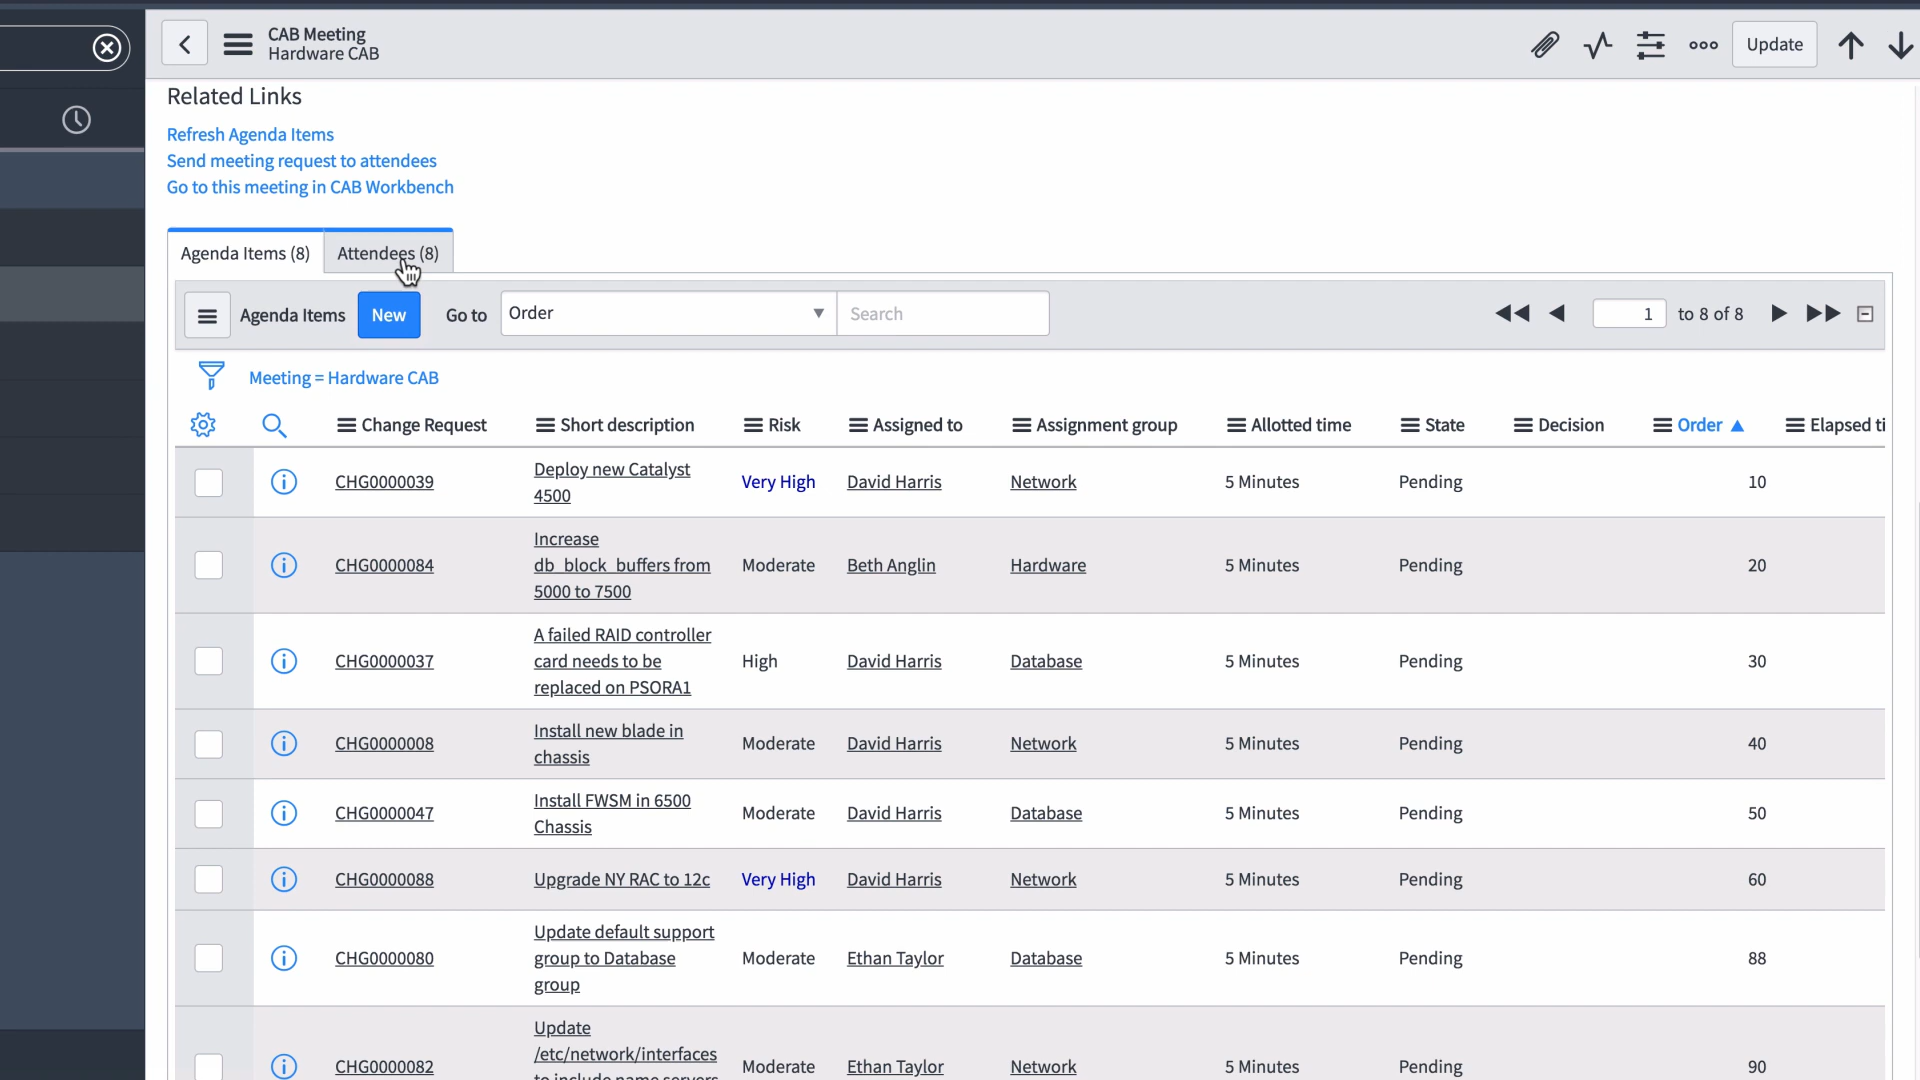 CAB Meeting
Hardware CAB
Update
Related Links
Refresh Agenda Items
Send meeting request to attendees
Go to this meeting in CAB Workbench
Agenda Items (8) Attendees (8)
Agenda Items New Go to Order Search 1 to 8 of 8
Meeting = Hardware CAB
Change Request Short description Risk Assigned to Assignment group Allotted time State Decision Order Elapsed ti
CHG0000039 Deploy new Catalyst Very High David Harris Network 5 Minutes Pending 10
4500
Increase
CHG0000084 db_block_buffers from Moderate Beth Anglin Hardware 5 Minutes Pending 20
5000 to 7500
A failed RAID controller
CHG0000037 card needs to be High David Harris Database 5 Minutes Pending 30
replaced on PSORA1
CHG0000008 Install new blade in Moderate David Harris Network 5 Minutes Pending 40
chassis
CHG0000047 Install FWSM in 6500 Moderate David Harris Database 5 Minutes Pending 50
Chassis
CHG0000088 Upgrade NY RAC to 12c Very High David Harris Network 5 Minutes Pending 60
Update default support
CHG0000080 group to Database Moderate Ethan Taylor Database 5 Minutes Pending 88
group
Update
/etc/network/interfaces
CHG0000082 to include name servers Moderate Ethan Taylor Network 5 Minutes Pending 90